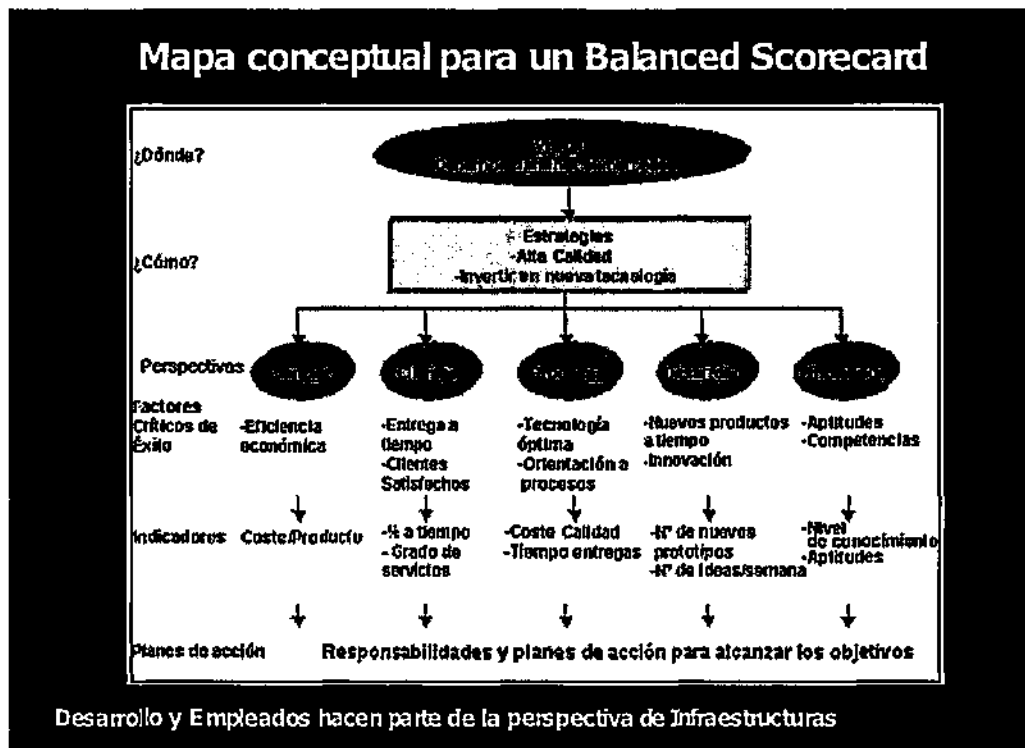 Mapa conceptual para un Balanced Scorecard
¿Dónde?
- Estrategias
¿Cómo?
-Alta Calidad
-Invertir en nueva tecnología
Perspectivas
Factores
Críticos de
Éxito
-Eficiencia
económica
-Entrega a
tiempo
-Clientes
Satisfechos
-Tecnología
óptima
-Orientación a
procesos
-Nuevos productos
a tiempo
-Innovación
-Aptitudes
-Competencias
Indicadores
Coste/Producto
-% a tiempo
- Grado de
servicios
-Coste Calidad
-Tiempo entregas
-Nº de nuevos
prototipos
-Nº de ideas/semana
-Nivel
de conocimiento
-Aptitudes
Planes de acción
Responsabilidades y planes de acción para alcanzar los objetivos
Desarrollo y Empleados hacen parte de la perspectiva de Infraestructuras